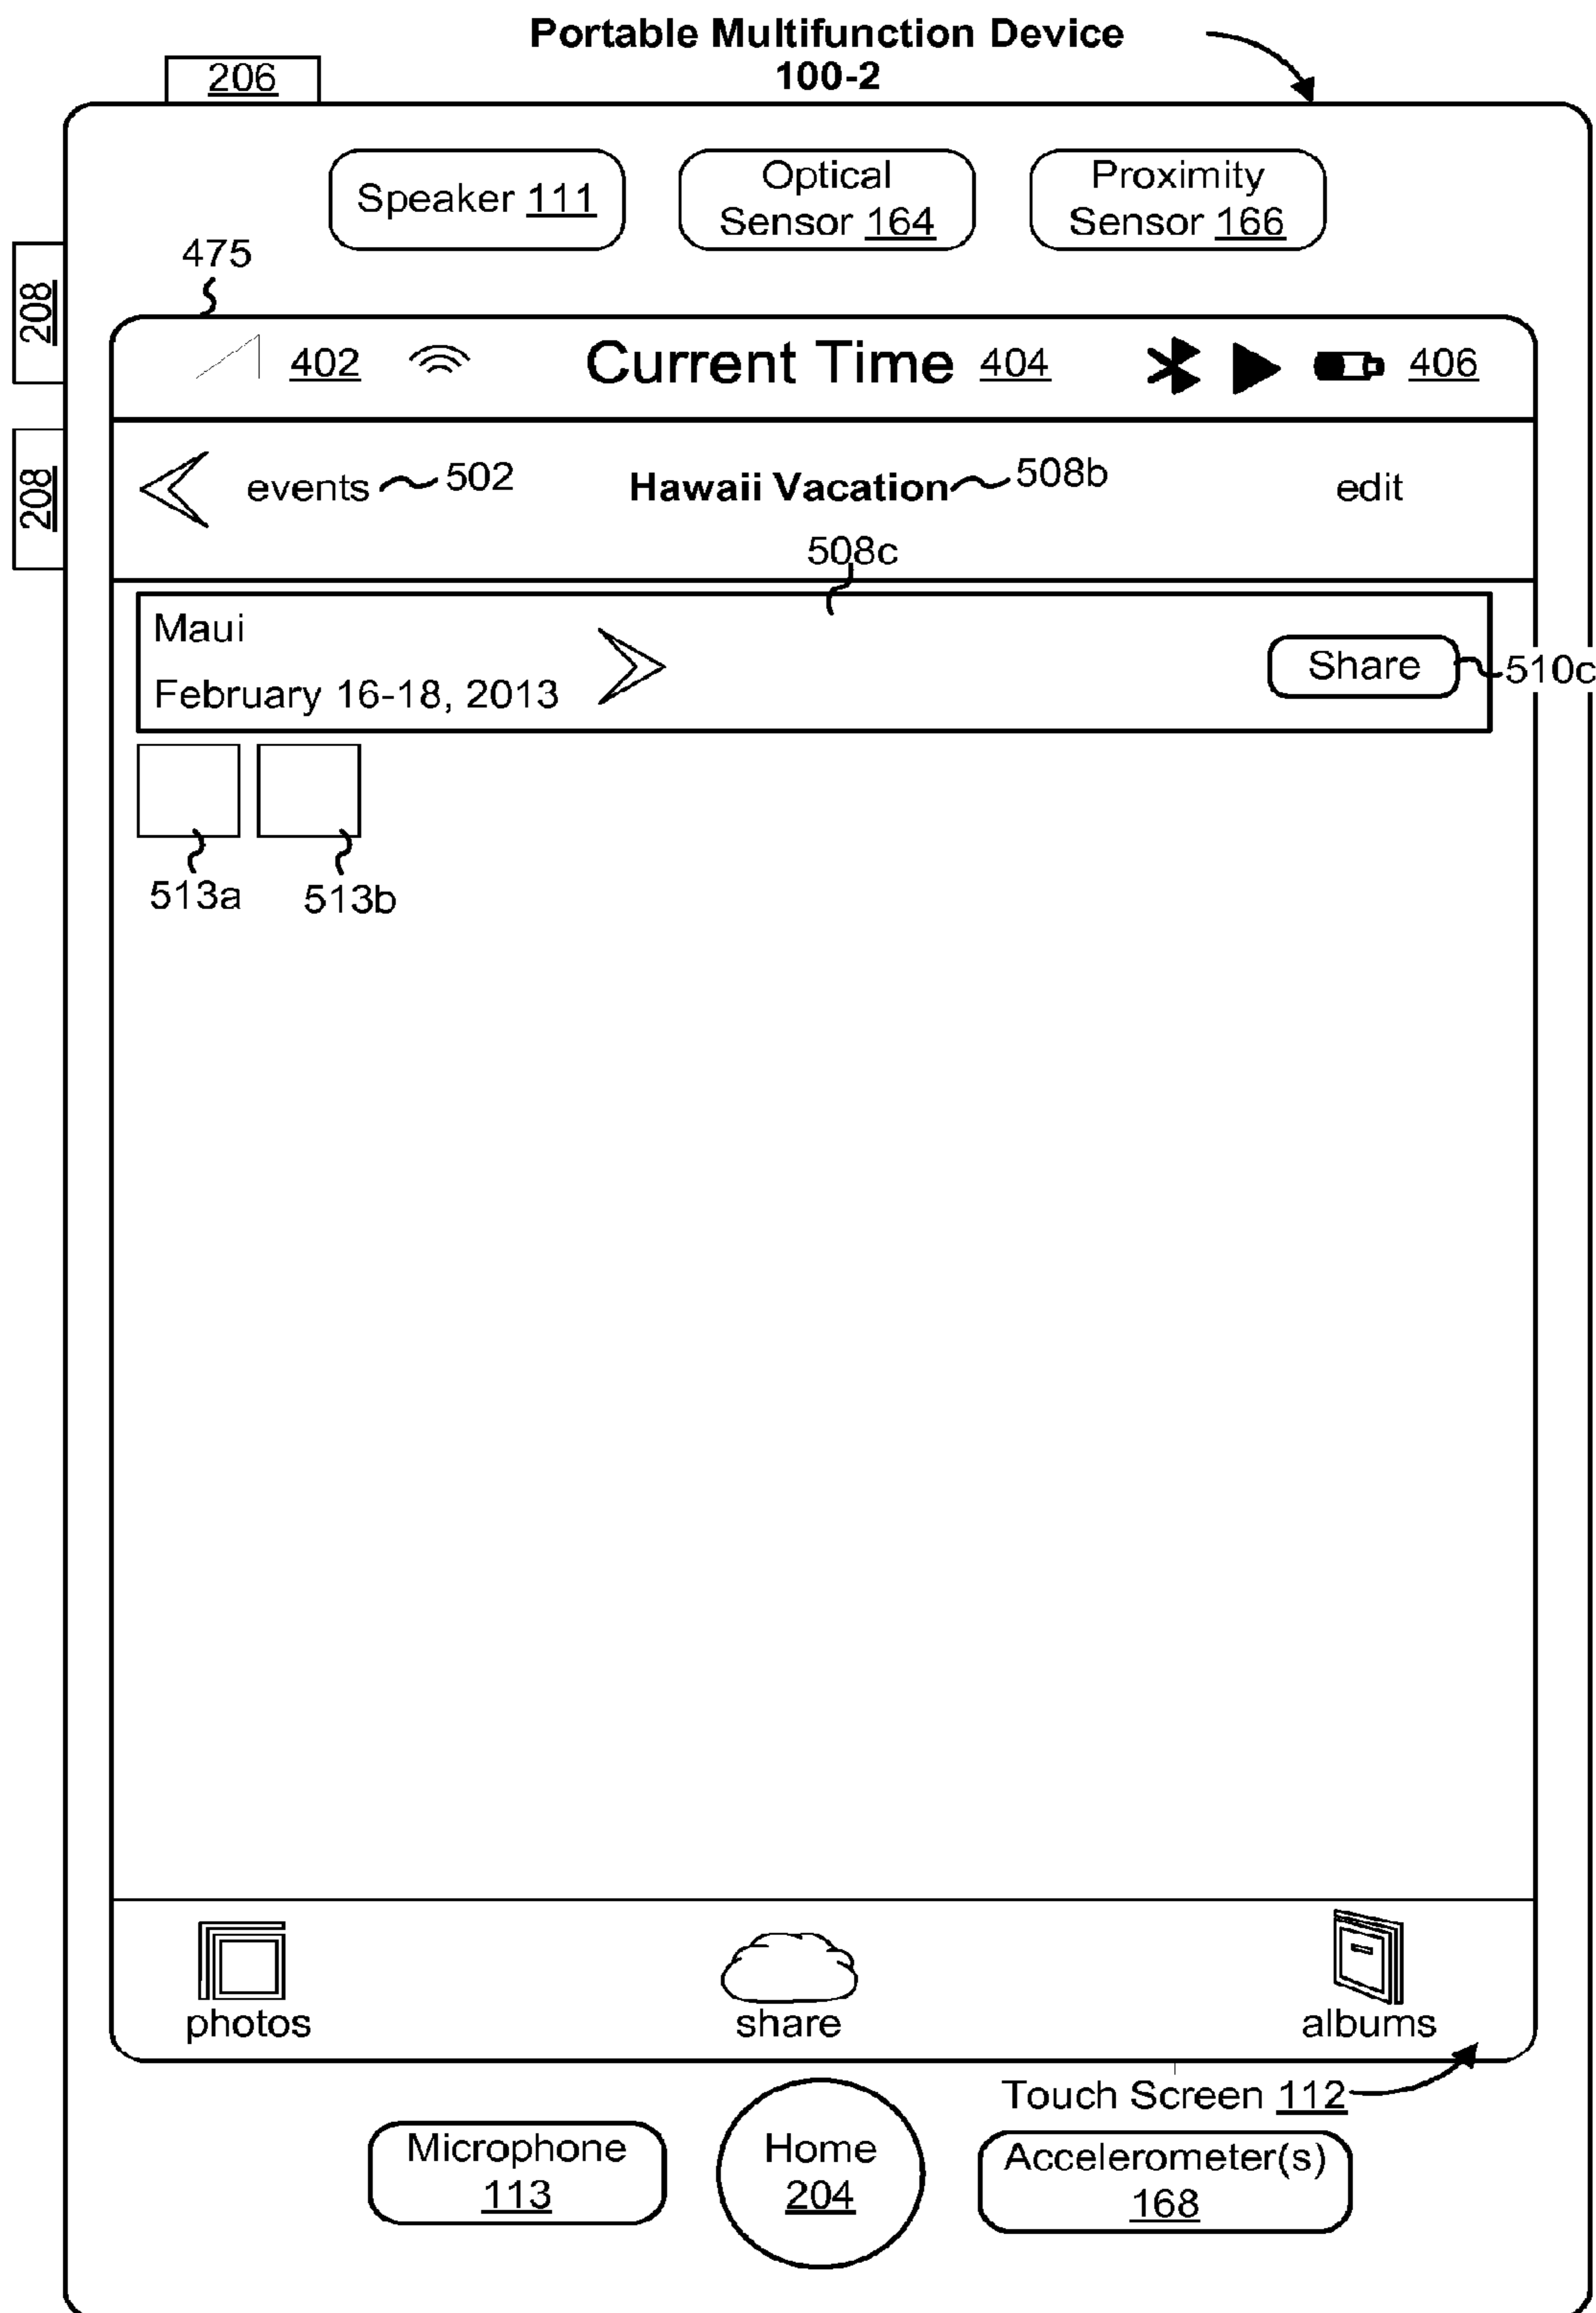 Portable Multifunction Device
100-2
206
Speaker 111
Optical
Sensor 164
Proximity
Sensor 166
208
475
402
Current Time 404
406
208
events
502
Hawaii Vacation
508b
edit
508c
Maui
February 16-18, 2013
Share
510c
513a
513b
photos
share
albums
Touch Screen 112
Microphone
113
Home
204
Accelerometer(s)
168